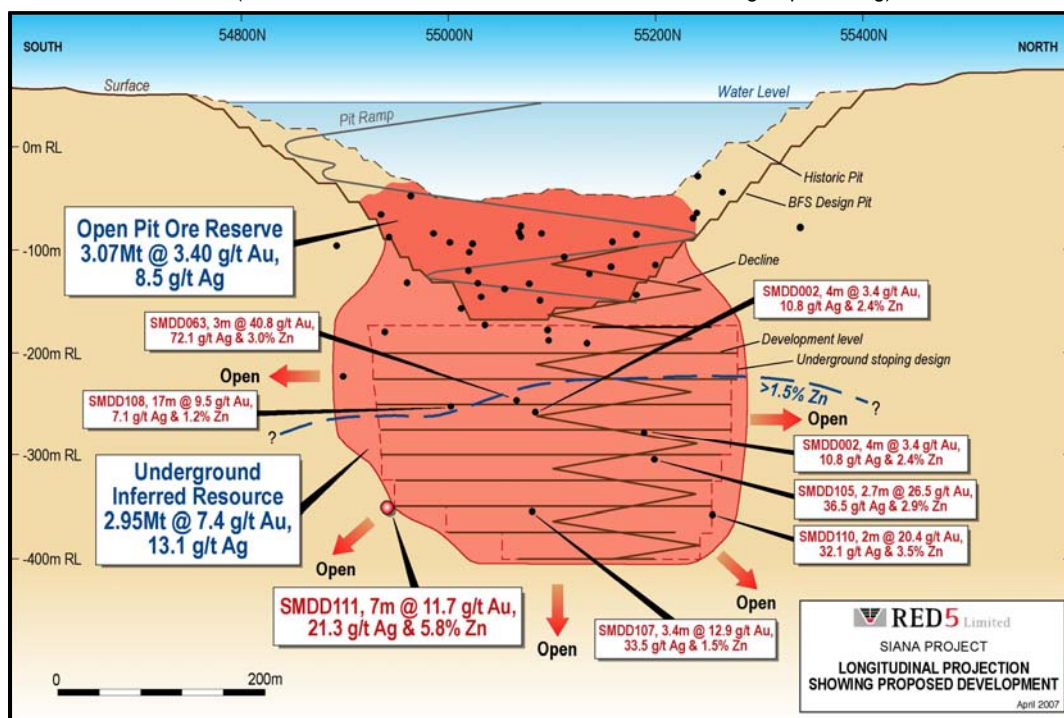 54800N
55000N
55200N
55400N
SOUTH
NORTH
Surface
Water Level
Pit Ramp
0m RL
Historic Pit
BFS Design Pit
Open Pit Ore Reserve
3.07Mt @ 3.40 g/t Au,
8.5 g/t Ag
-100m
Decline
SMDD002, 4m @ 3.4 g/t Au,
10.8 g/t Ag & 2.4% Zn
SMDD063, 3m @ 40.8 g/t Au,
72.1 g/t Ag & 3.0% Zn
Development level
-200m RL
Underground stoping design
Open
>1.5% Zn
SMDD108, 17m @ 9.5 g/t Au,
7.1 g/t Ag & 1.2% Zn
?
?
Open
SMDD002, 4m @ 3.4 g/t Au,
10.8 g/t Ag & 2.4% Zn
-300m RL
Underground
Inferred Resource
2.95Mt @ 7.4 g/t Au,
13.1 g/t Ag
SMDD105, 2.7m @ 26.5 g/t Au,
36.5 g/t Ag & 2.9% Zn
SMDD110, 2m @ 20.4 g/t Au,
32.1 g/t Ag & 3.5% Zn
-400m RL
Open
Open
Open
SMDD111, 7m @ 11.7 g/t Au,
21.3 g/t Ag & 5.8% Zn
SMDD107, 3.4m @ 12.9 g/t Au,
33.5 g/t Ag & 1.5% Zn
RED5 Limited
SIANA PROJECT
LONGITUDINAL PROJECTION
SHOWING PROPOSED DEVELOPMENT
April 2007
0
200m